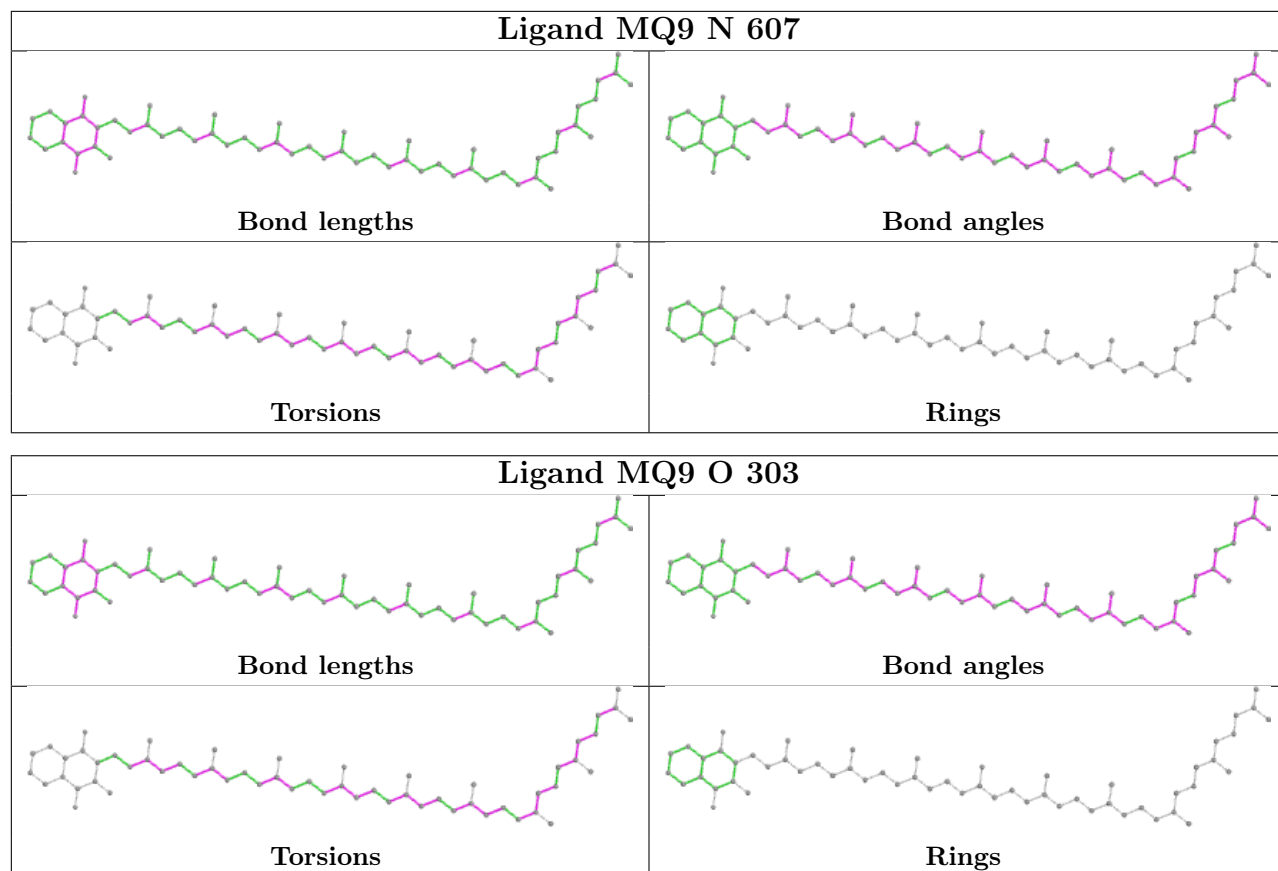 Ligand MQ9 N 607
Bond lengths
Bond angles
Torsions
Rings
Ligand MQ9 O 303
Bond lengths
Bond angles
Torsions
Rings